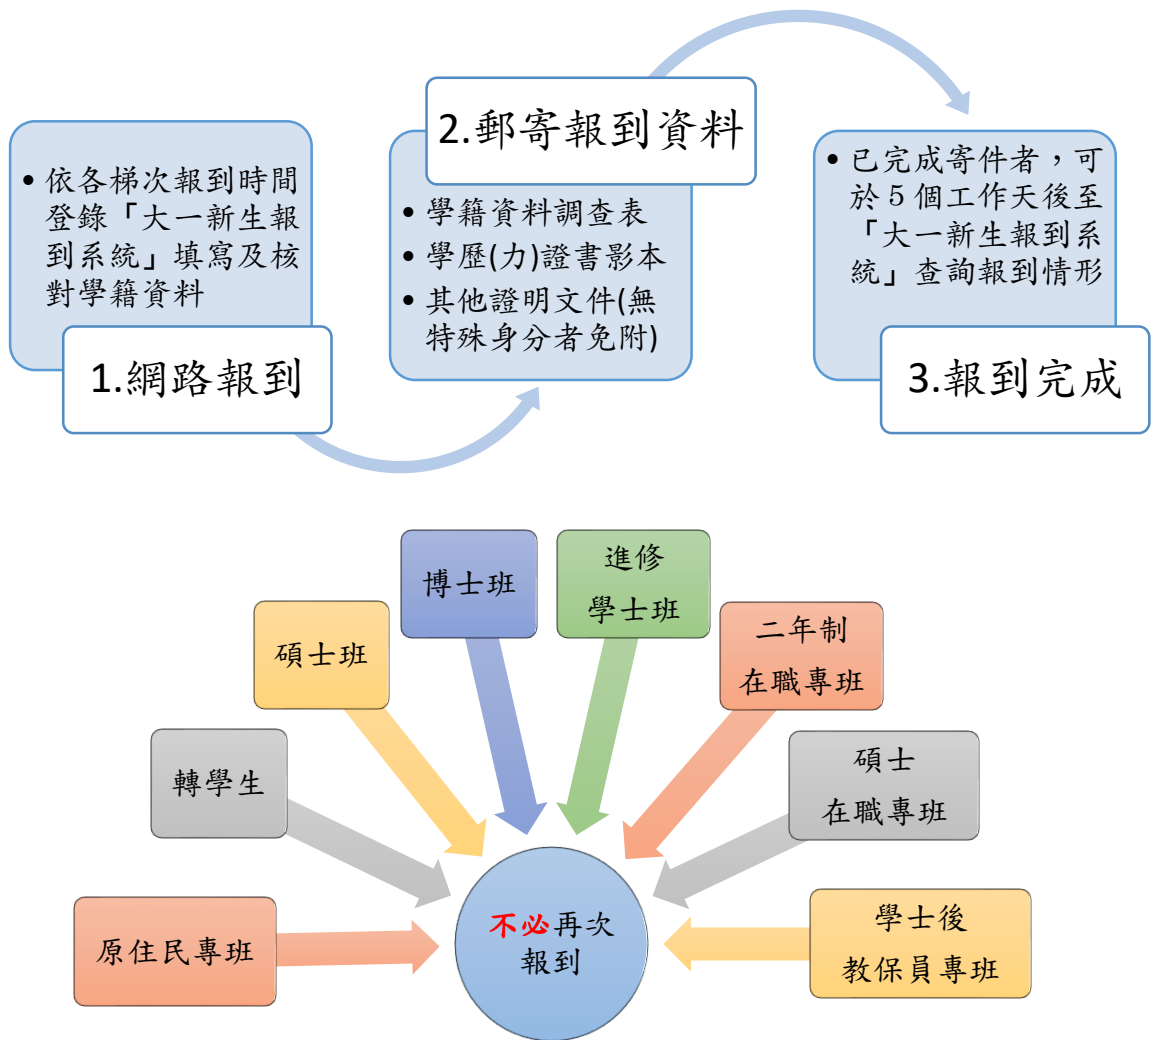 • 依各梯次報到時間
登錄「大一新生報
到系統」填寫及核
對學籍資料
1.網路報到
2.郵寄報到資料
• 學籍資料調查表
• 學歷(力)證書影本
• 其他證明文件(無
特殊身分者免附)
• 已完成寄件者，可
於５個工作天後至
「大一新生報到系
統」查詢報到情形
3.報到完成
原住民專班
轉學生
碩士班
博士班
進修
學士班
二年制
在職專班
碩士
在職專班
學士後
教保員專班
不必再次
報到